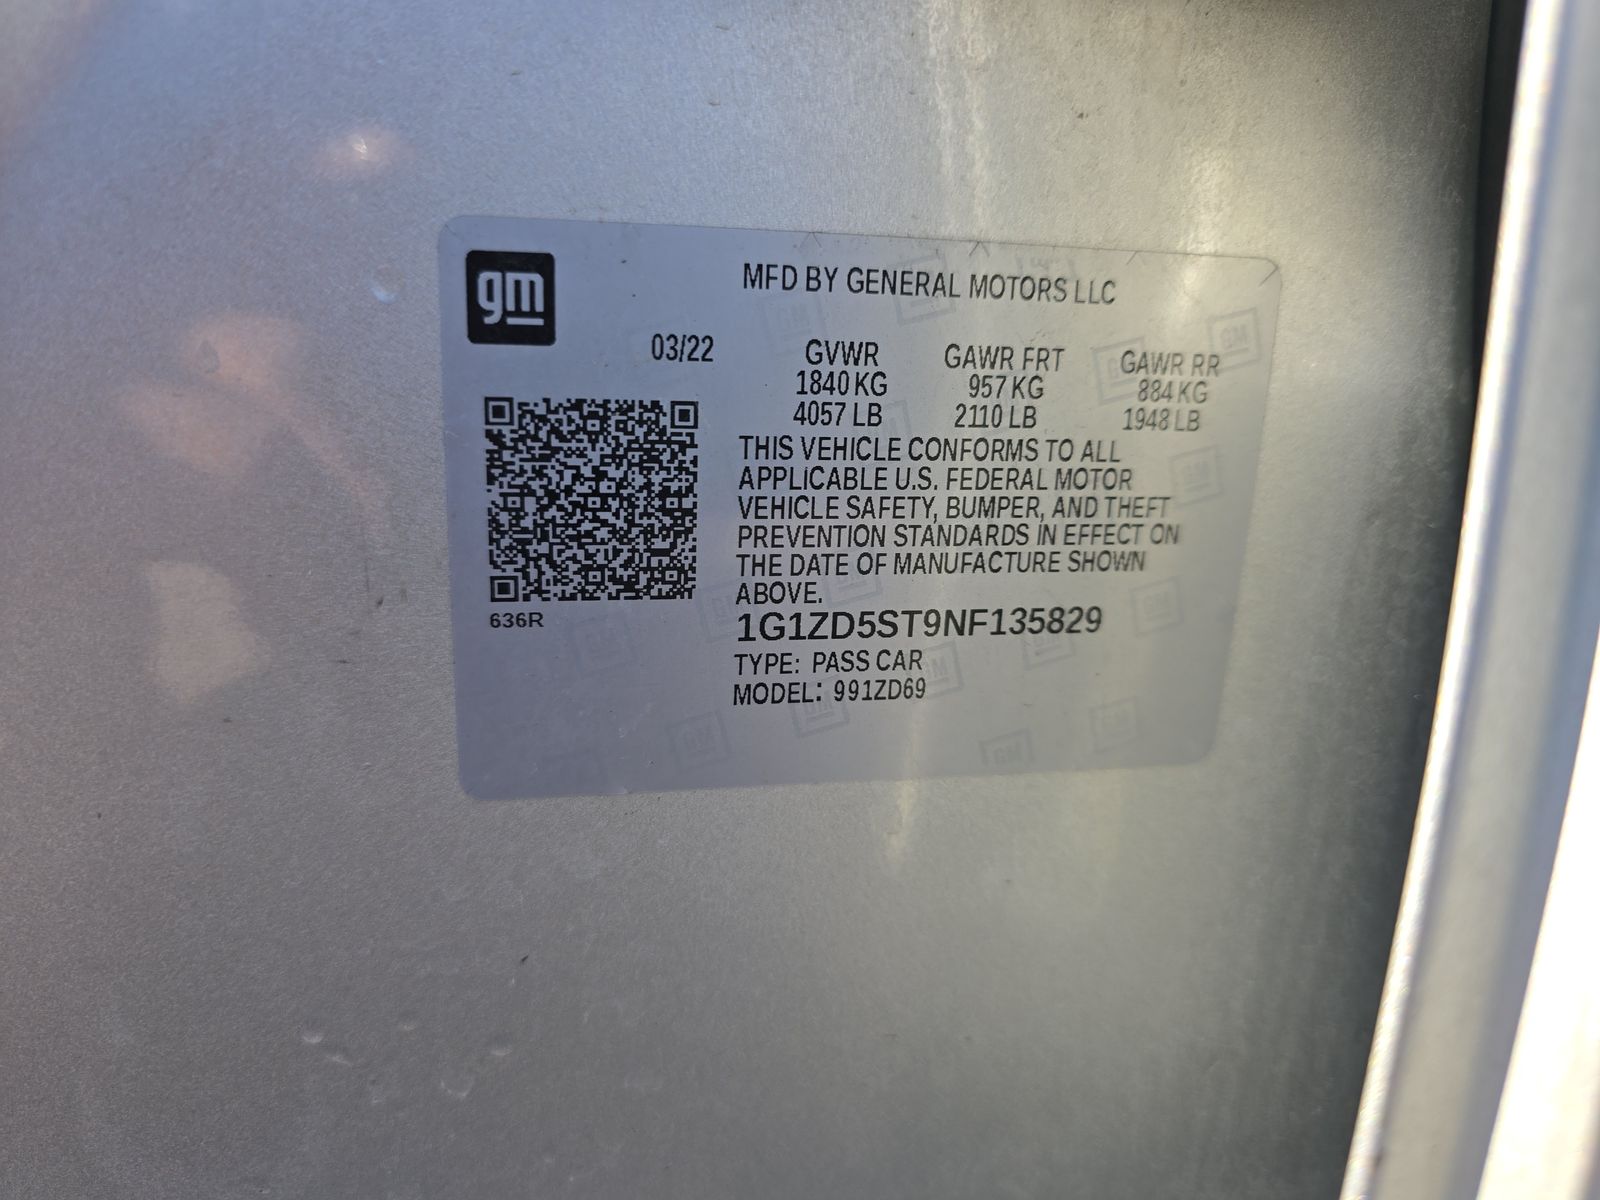 gm
MFD BY GENERAL MOTORS LLC
03/22
GVWR GAWR FRT GAWR RR
1840 KG 957 KG 884 KG
4057 LB 2110 LB 1948 LB
THIS VEHICLE CONFORMS TO ALL
APPLICABLE U.S. FEDERAL MOTOR
VEHICLE SAFETY, BUMPER, AND THEFT
PREVENTION STANDARDS IN EFFECT ON
THE DATE OF MANUFACTURE SHOWN
ABOVE.
636R
1G1ZD5ST9NF135829
TYPE: PASS CAR
MODEL: 991ZD69